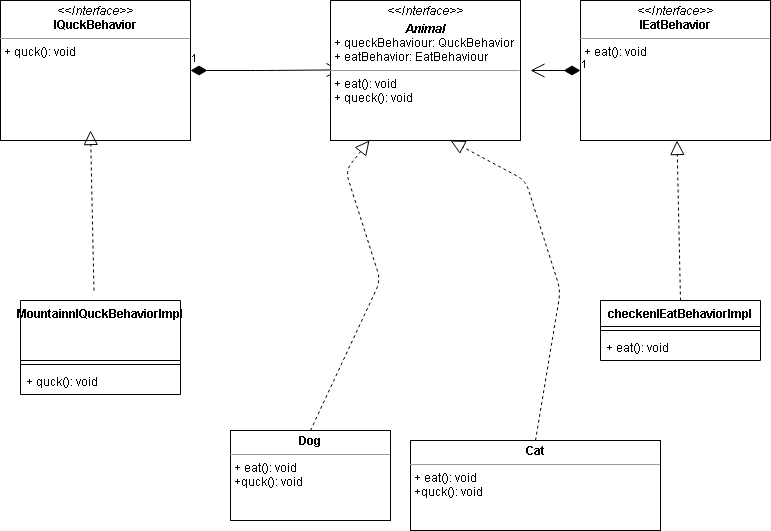 <<Interface>>
IQuckBehavior
+ quck(): void
1
<<Interface>>
Animal
+ queckBehaviour: QuckBehavior
+ eatBehavior: EatBehaviour
+ eat(): void
+ queck(): void
<<Interface>>
IEatBehavior
+ eat(): void
1
MountainnIQuckBehaviorImpl
+ quck(): void
checkenIEatBehaviorImpl
+ eat(): void
Dog
+ eat(): void
+quck(): void
Cat
+ eat(): void
+quck(): void